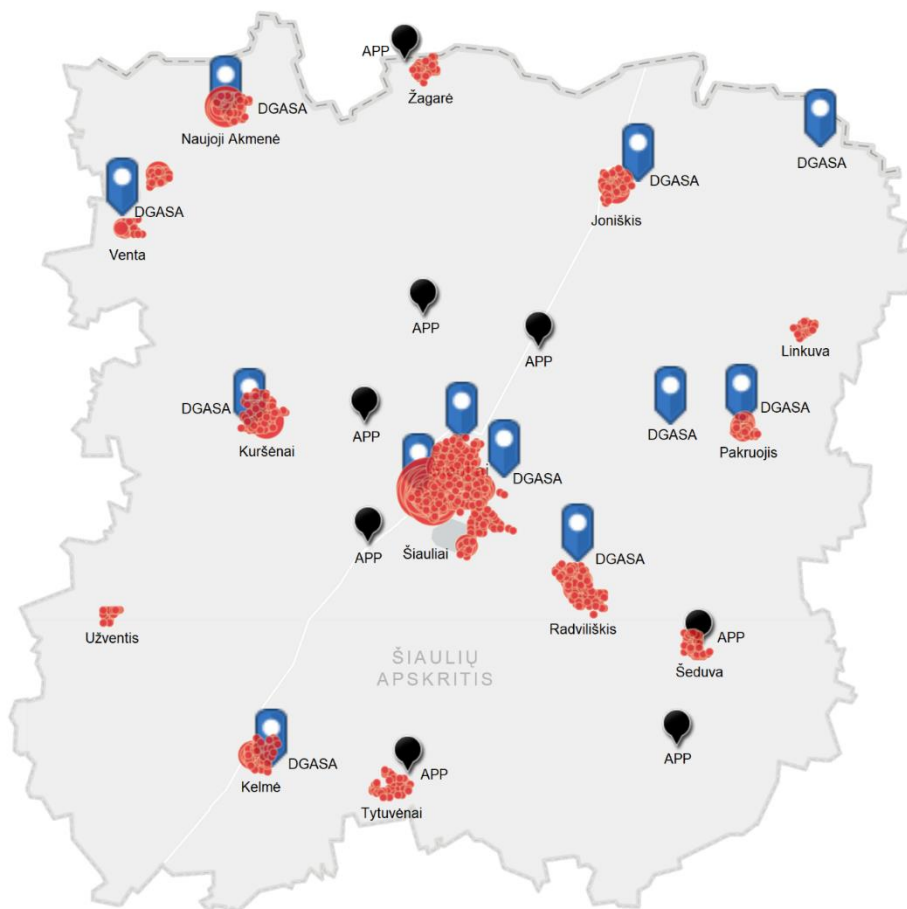 APP
Žagarė
DGASA
Naujoji Akmenė
DGASA
DGASA
Joniškis
DGASA
Venta
APP
APP
Linkuva
DGASA
Kuršėnai
APP
DGASA
DGASA
Pakruojis
DGASA
APP
Šiauliai
DGASA
Radviliškis
Užventis
APP
Šeduva
ŠIAULIŲ
APSKRITIS
APP
DGASA
Kelmė
APP
Tytuvėnai